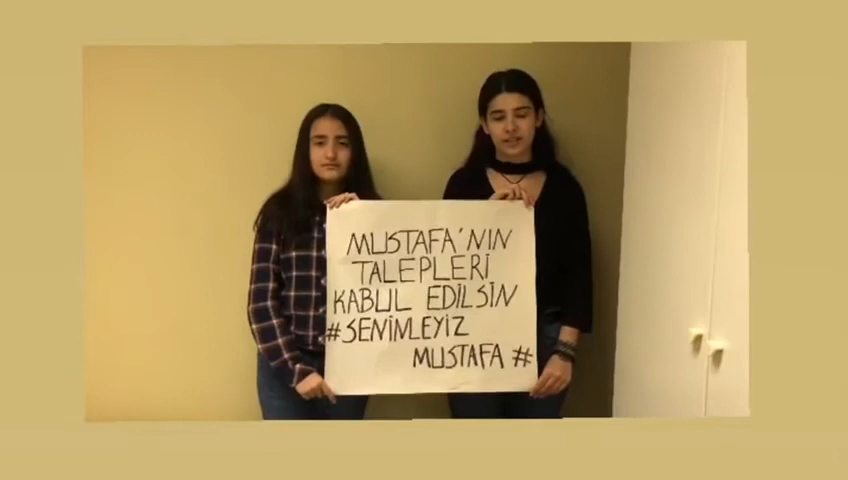 MUSTAFA'NIN
TALEPLERİ
KABUL EDİLSİN
#SENİNLEYİZ
MUSTAFA #